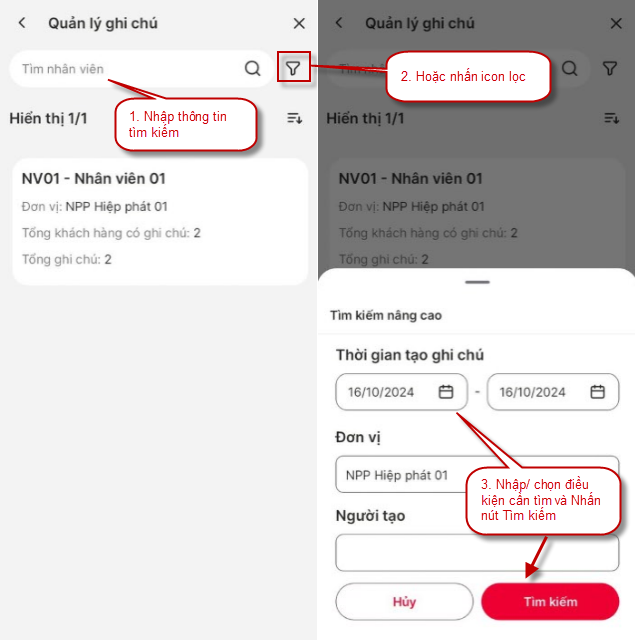 Quản lý ghi chú
Tìm nhân viên
1. Nhập thông tin
tìm kiếm
Hiển thị 1/1
NV01 - Nhân viên 01
Đơn vị: NPP Hiệp phát 01
Tổng khách hàng có ghi chú: 2
Tổng ghi chú: 2
Quản lý ghi chú
2. Hoặc nhấn icon lọc
Hiển thị 1/1
NV01 - Nhân viên 01
Đơn vị: NPP Hiệp phát 01
Tổng khách hàng có ghi chú: 2
Tổng ghi chú: 2
Tìm kiếm nâng cao
Thời gian tạo ghi chú
16/10/2024 - 16/10/2024
Đơn vị
NPP Hiệp phát 01
3. Nhập/ chọn điều
kiện cần tìm và Nhấn
nút Tìm kiếm
Người tạo
Hủy
Tìm kiếm